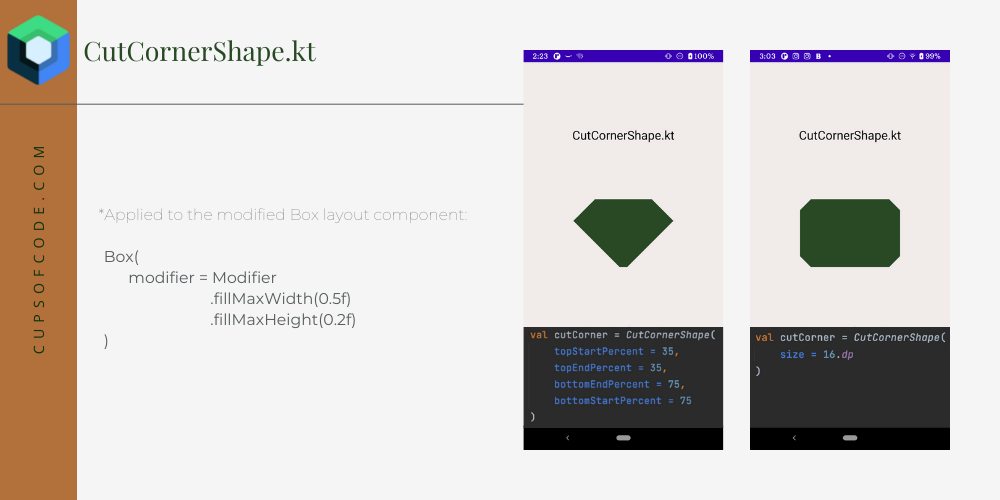 CutCornerShape.kt
CUPSOFCODE.COM
*Applied to the modified Box layout component:
Box(
modifier = Modifier
.fillMaxWidth(0.5f)
.fillMaxHeight(0.2f)
)
2:23 100%
CutCornerShape.kt
val cutCorner = CutCornerShape(
topStartPercent = 35,
topEndPercent = 35,
bottomEndPercent = 75,
bottomStartPercent = 75
)
3:03 B 99%
CutCornerShape.kt
val cutCorner = CutCornerShape(
size = 16.dp
)